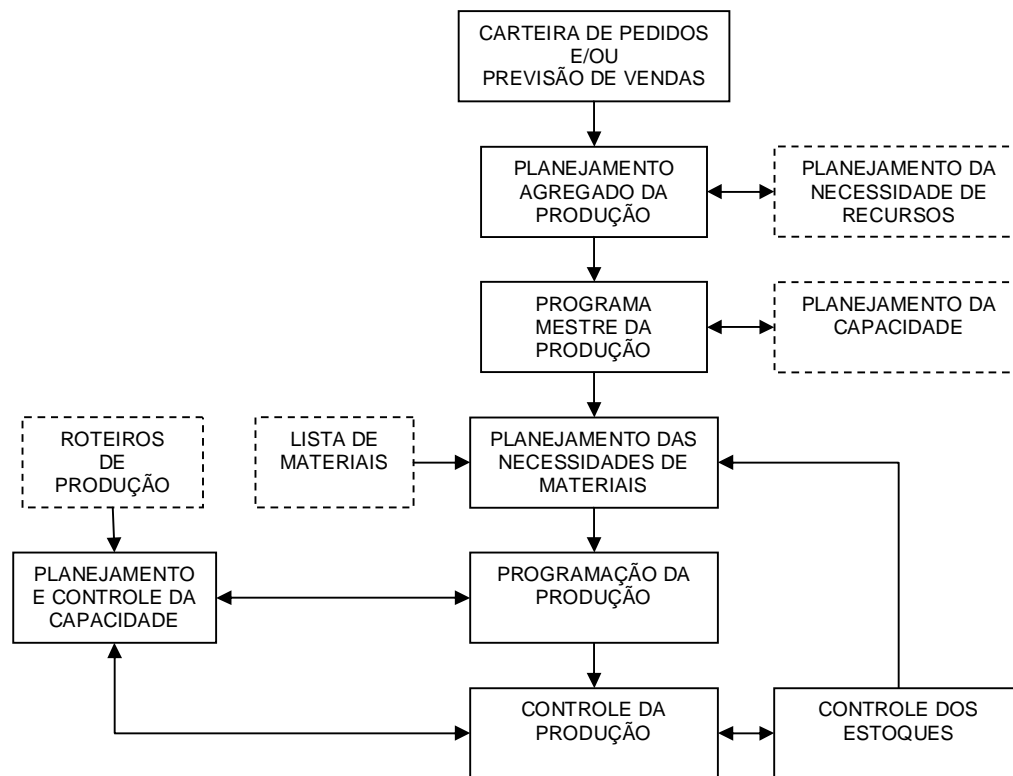 CARTEIRA DE PEDIDOS
E/OU
PREVISÃO DE VENDAS
PLANEJAMENTO
AGREGADO DA
PRODUÇÃO
PLANEJAMENTO DA
NECESSIDADE DE
RECURSOS
PROGRAMA
MESTRE DA
PRODUÇÃO
PLANEJAMENTO DA
CAPACIDADE
ROTEIROS
DE
PRODUÇÃO
LISTA DE
MATERIAIS
PLANEJAMENTO DAS
NECESSIDADES DE
MATERIAIS
PLANEJAMENTO
E CONTROLE DA
CAPACIDADE
PROGRAMAÇÃO DA
PRODUÇÃO
CONTROLE DA
PRODUÇÃO
CONTROLE DOS
ESTOQUES